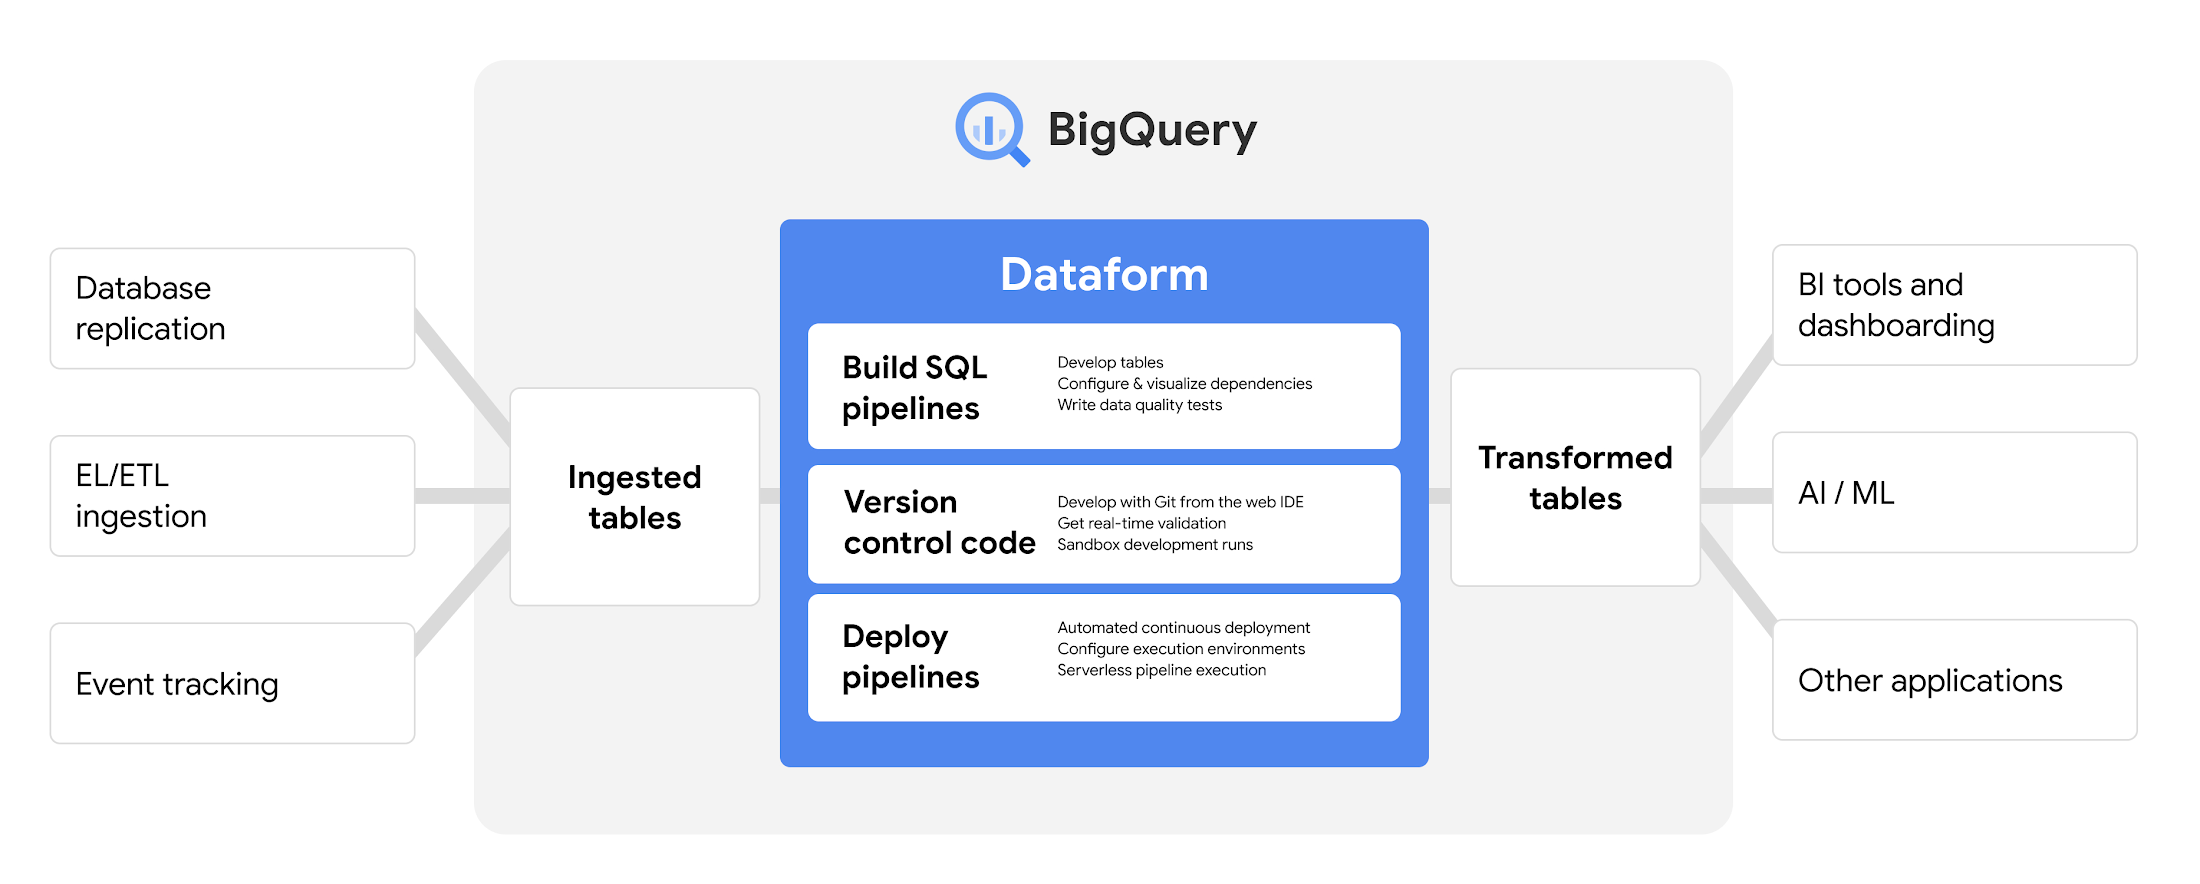 BigQuery
Database
replication
EL/ETL
ingestion
Event tracking
Ingested
tables
Dataform
Build SQL
pipelines
Develop tables
Configure & visualize dependencies
Write data quality tests
Version
control code
Develop with Git from the web IDE
Get real-time validation
Sandbox development runs
Deploy
pipelines
Automated continuous deployment
Configure execution environments
Serverless pipeline execution
Transformed
tables
BI tools and
dashboarding
AI / ML
Other applications